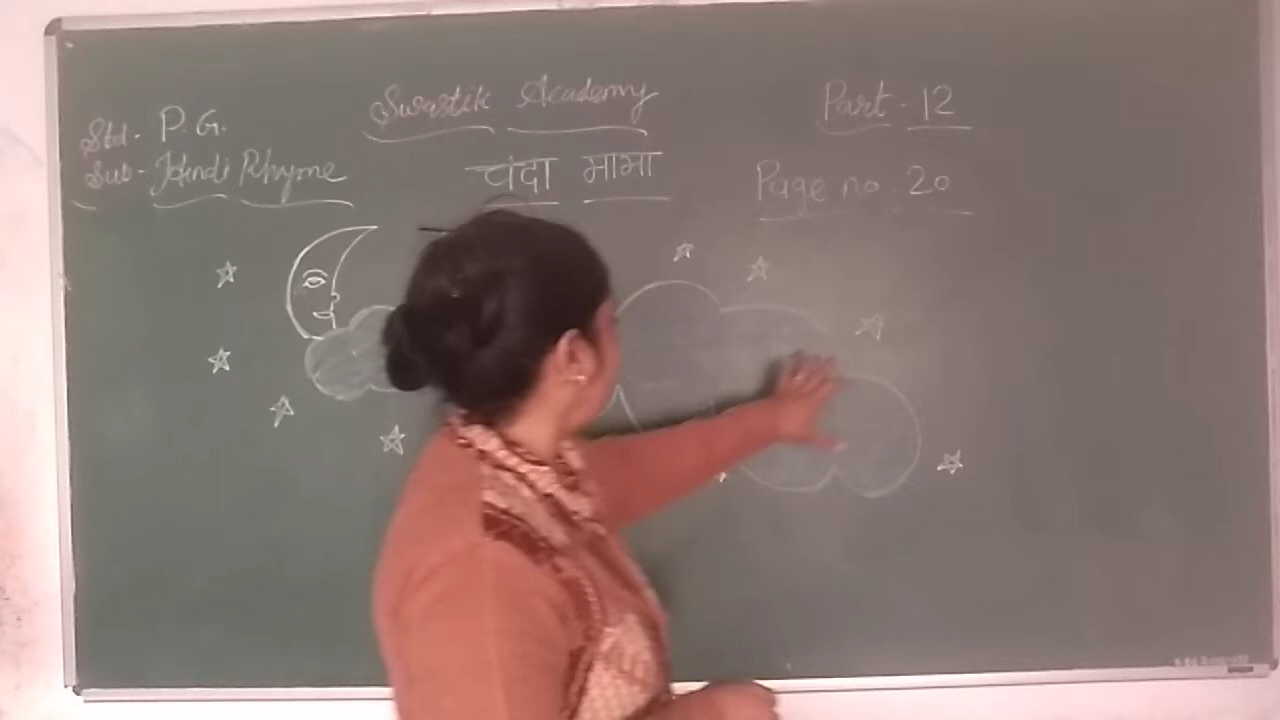 Swastik Academy
Std - P.G.
Part - 12
Sub - Hindi Rhyme
चंदा मामा
Page no 20